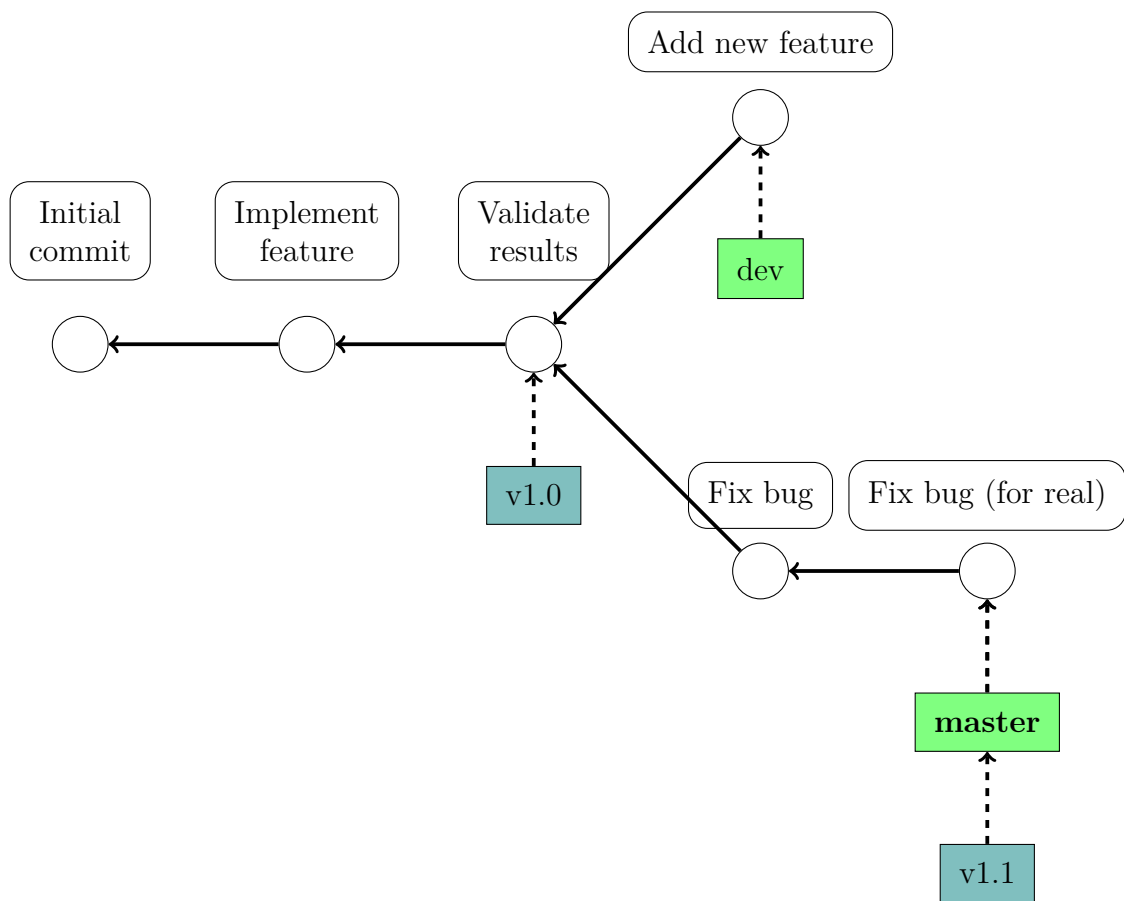 Add new feature
Initial
commit
Implement
feature
Validate
results
dev
v1.0
Fix bug
Fix bug (for real)
master
v1.1